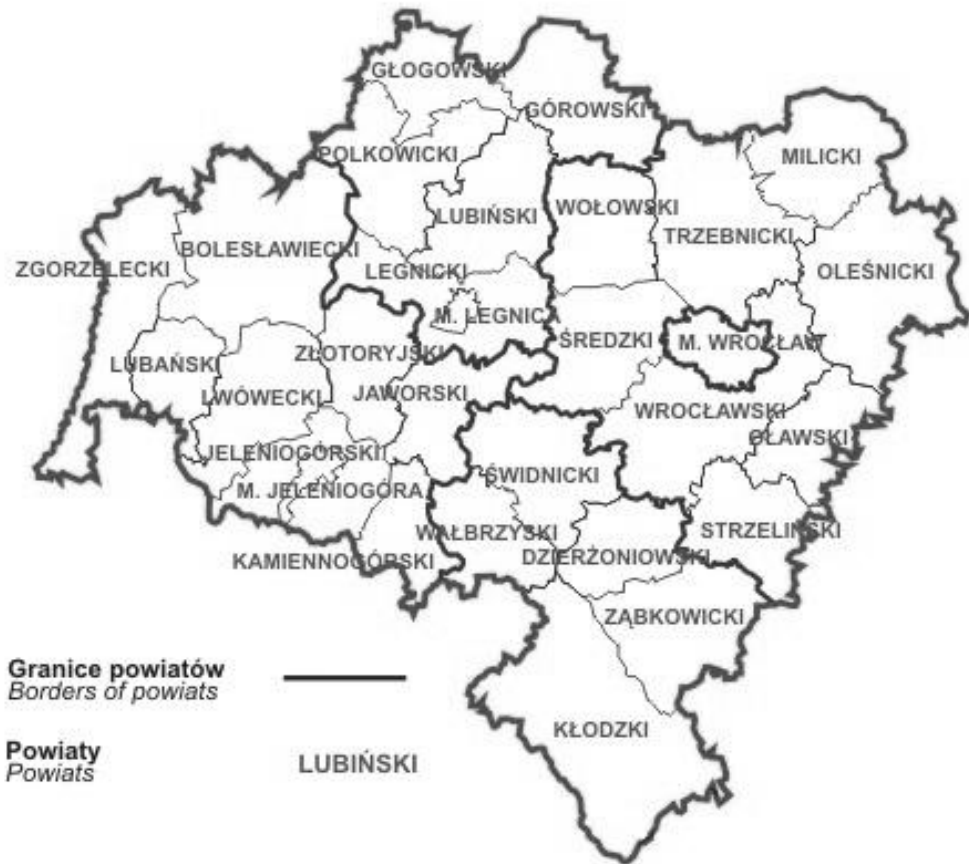 GŁOGOWSKI
GÓROWSKI
POLKOWICKI
MILICKI
LUBIŃSKI
WOŁOWSKI
TRZEBNICKI
BOLESŁAWIECKI
ZGORZELECKI
LEGNICKI
OLEŚNICKI
M. LEGNICA
ŚREDZKI
M. WROCŁAW
ZŁOTORYJSKI
LUBAŃSKI
LWÓWECKI
JAWORSKI
WROCŁAWSKI
OŁAWSKI
JELENIOGÓRSKI
ŚWIDNICKI
M. JELENIOGÓRA
WAŁBRZYSKI
STRZELIŃSKI
KAMIENNOGÓRSKI
DZIERŻONIOWSKI
ZĄBKOWICKI
KŁODZKI
Granice powiatów
Borders of powiats
Powiaty
Powiats
LUBIŃSKI